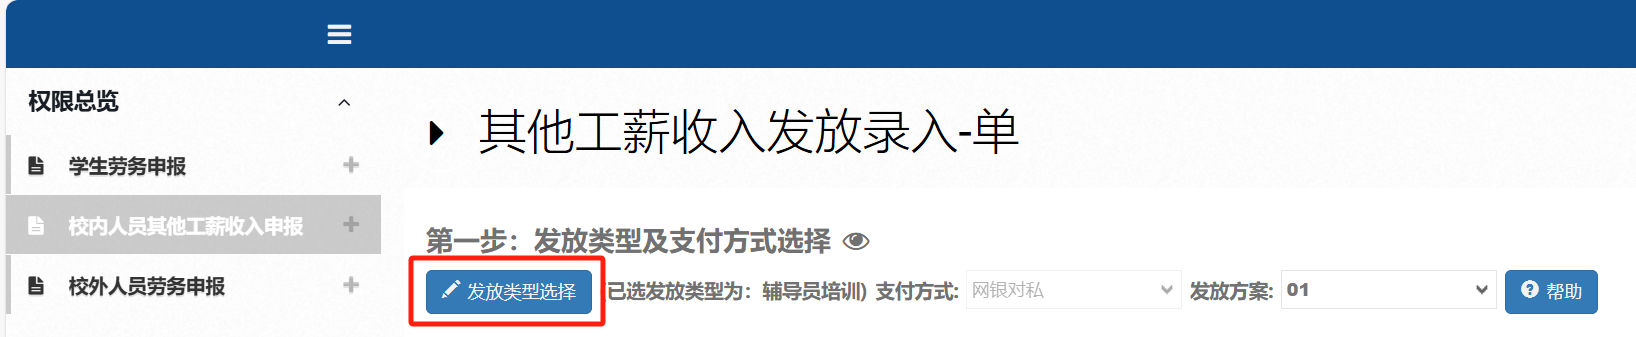 权限总览
学生劳务申报
校内人员其他工薪收入申报
校外人员劳务申报
其他工薪收入发放录入-单
第一步：发放类型及支付方式选择
发放类型选择 已选发放类型为：辅导员培训) 支付方式: 网银对私 发放方案: 01 帮助